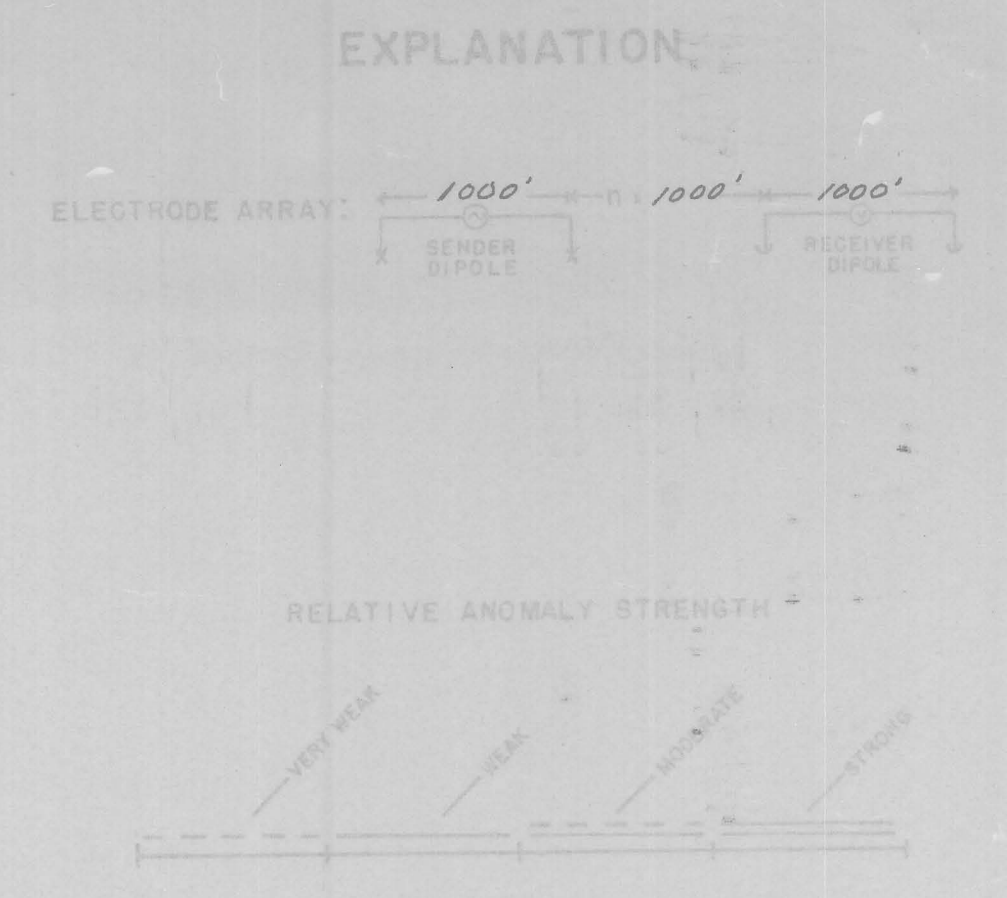 EXPLANATION
ELECTRODE ARRAY: 1000' n × 1000' 1000'
SENDER DIPOLE
RECEIVER DIPOLE
RELATIVE ANOMALY STRENGTH
VERY WEAK
WEAK
MODERATE
STRONG